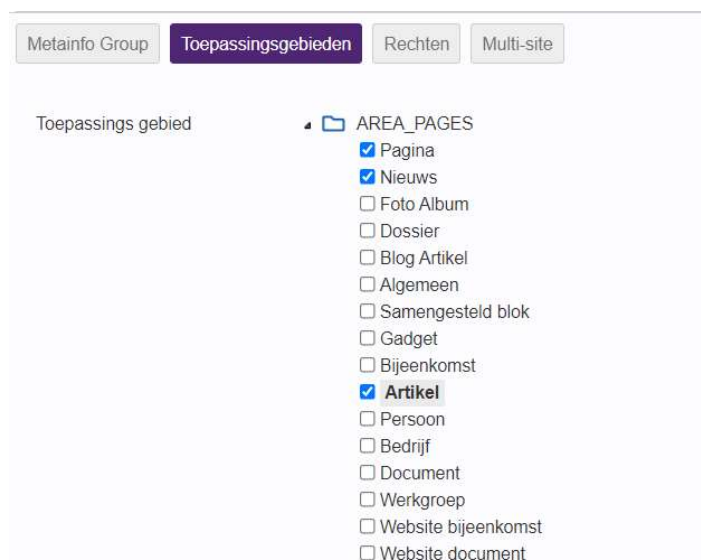 Metainfo Group Toepassingsgebieden Rechten Multi-site
Toepassings gebied AREA_PAGES
Pagina
Nieuws
Foto Album
Dossier
Blog Artikel
Algemeen
Samengesteld blok
Gadget
Bijeenkomst
Artikel
Persoon
Bedrijf
Document
Werkgroep
Website bijeenkomst
Website document